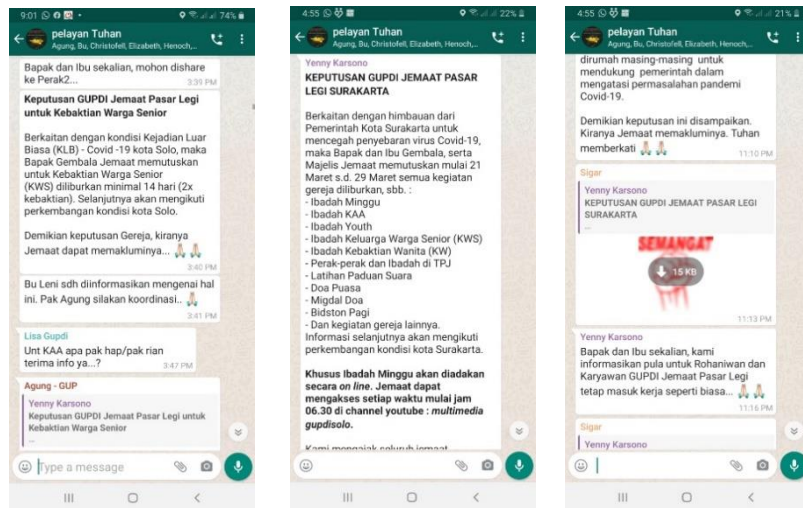 9:01
74%
pelayan Tuhan
Agung, Bu, Christofell, Elizabeth, Henoch,...
Bapak dan Ibu sekalian, mohon dishare
ke Perak2...
3:39 PM
Keputusan GUPDI Jemaat Pasar Legi
untuk Kebaktian Warga Senior
Berkaitan dengan kondisi Kejadian Luar
Biasa (KLB) - Covid -19 kota Solo, maka
Bapak Gembala Jemaat memutuskan
untuk Kebaktian Warga Senior
(KWS) diliburkan minimal 14 hari (2x
kebaktian). Selanjutnya akan mengikuti
perkembangan kondisi kota Solo.
Demikian keputusan Gereja, kiranya
Jemaat dapat memakluminya... 🙏🙏
3:40 PM
Bu Leni sdh diinformasikan mengenai hal
ini. Pak Agung silakan koordinasi.. 🙏
3:41 PM
Lisa Gupdi
Unt KAA apa pak hap/pak rian
terima info ya...?
3:47 PM
Agung - GUP
Yenny Karsono
Keputusan GUPDI Jemaat Pasar Legi untuk
Kebaktian Warga Senior
...
Type a message
4:55
22%
pelayan Tuhan
Agung, Bu, Christofell, Elizabeth, Henoch,...
Yenny Karsono
KEPUTUSAN GUPDI JEMAAT PASAR
LEGI SURAKARTA
Berkaitan dengan himbauan dari
Pemerintah Kota Surakarta untuk
mencegah penyebaran virus Covid-19,
maka Bapak dan Ibu Gembala, serta
Majelis Jemaat memutuskan mulai 21
Maret s.d. 29 Maret semua kegiatan
gereja diliburkan, sbb. :
- Ibadah Minggu
- Ibadah KAA
- Ibadah Youth
- Ibadah Keluarga Warga Senior (KWS)
- Ibadah Kebaktian Wanita (KW)
- Perak-perak dan Ibadah di TPJ
- Latihan Paduan Suara
- Doa Puasa
- Migdal Doa
- Bidston Pagi
- Dan kegiatan gereja lainnya.
Informasi selanjutnya akan mengikuti
perkembangan kondisi kota Surakarta.
Khusus Ibadah Minggu akan diadakan
secara on line. Jemaat dapat
mengakses setiap waktu mulai jam
06.30 di channel youtube : multimedia
gupdisolo.
Kami mengajak seluruh jemaat
4:55
21%
pelayan Tuhan
Agung, Bu, Christofell, Elizabeth, Henoch,...
dirumah masing-masing untuk
mendukung pemerintah dalam
mengatasi permasalahan pandemi
Covid-19.
Demikian keputusan ini disampaikan.
Kiranya Jemaat memakluminya. Tuhan
memberkati 🙏🙏
11:10 PM
Sigar
Yenny Karsono
KEPUTUSAN GUPDI JEMAAT PASAR LEGI
SURAKARTA
...
SEMANGAT
15 KB
11:13 PM
Yenny Karsono
Bapak dan Ibu sekalian, kami
informasikan pula untuk Rohaniwan dan
Karyawan GUPDI Jemaat Pasar Legi
tetap masuk kerja seperti biasa... 🙏🙏
11:16 PM
Sigar
Yenny Karsono